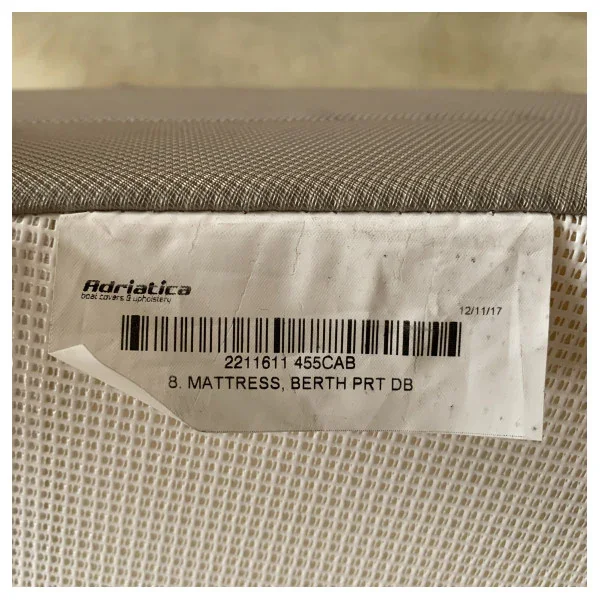 Adriatica
boat covers & upholstery
12/11/17
2211611 455CAB
8. MATTRESS, BERTH PRT DB